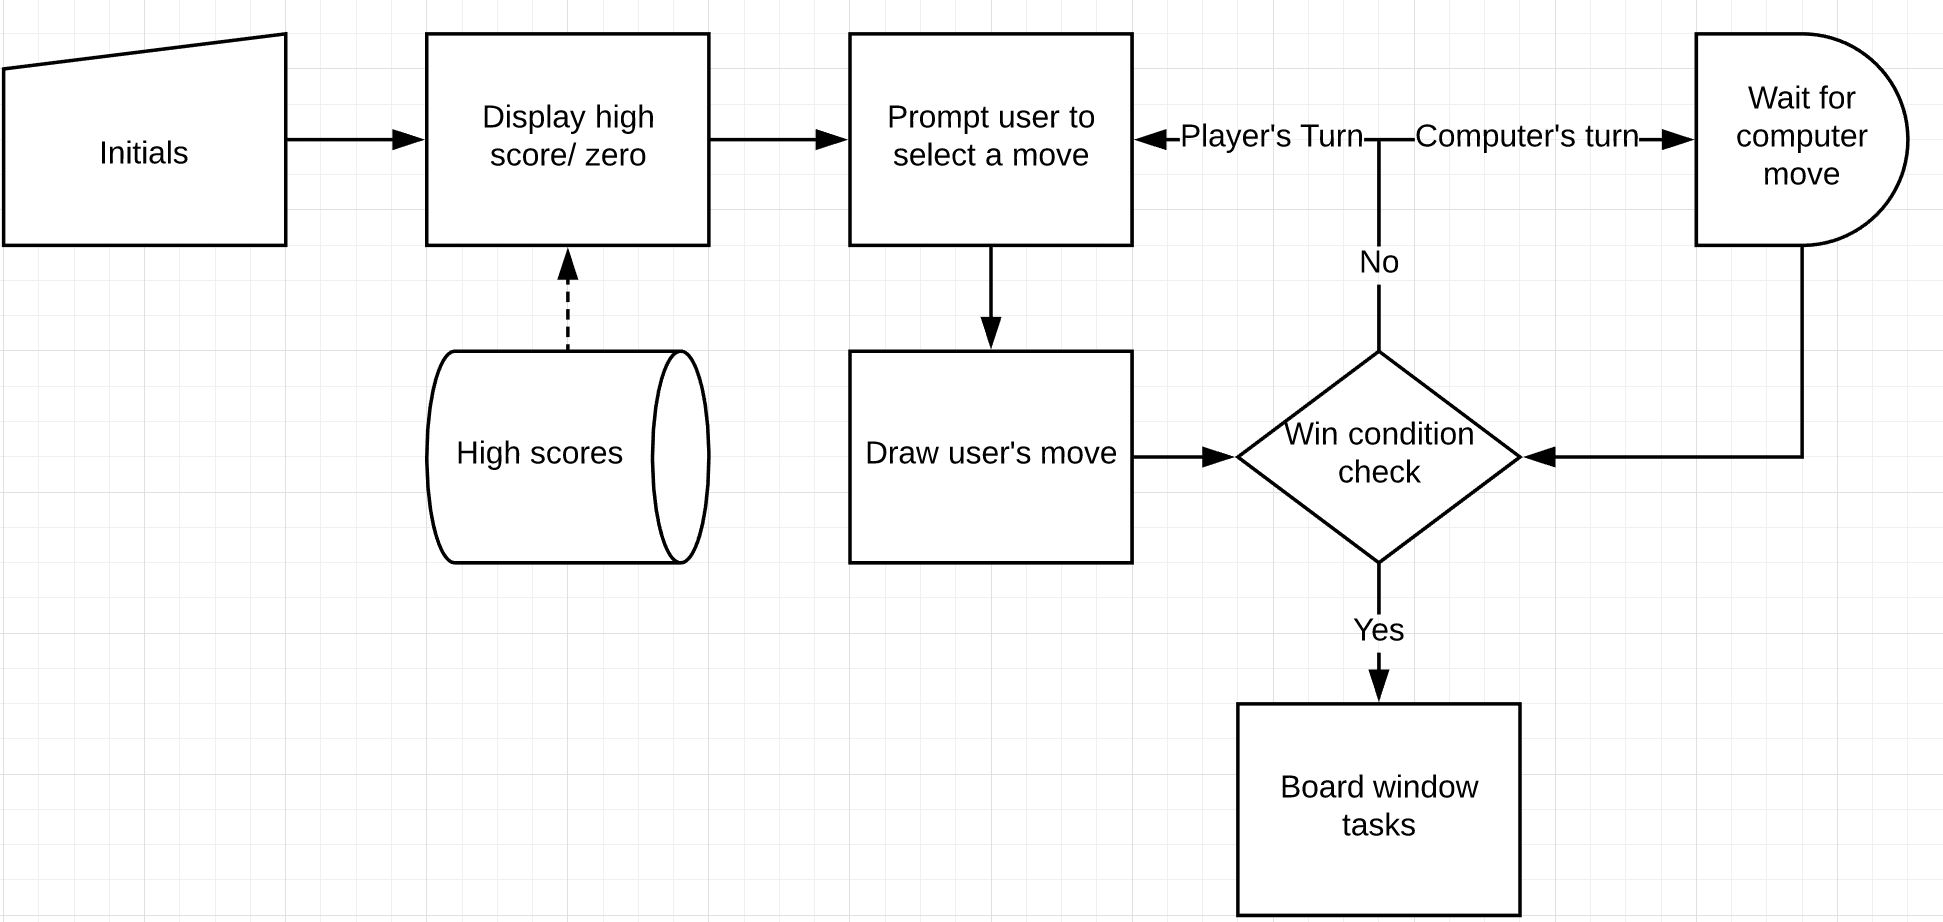 Initials
Display high
score/ zero
Prompt user to
select a move
Player's Turn
Computer's turn
Wait for
computer
move
No
High scores
Draw user's move
Win condition
check
Yes
Board window
tasks